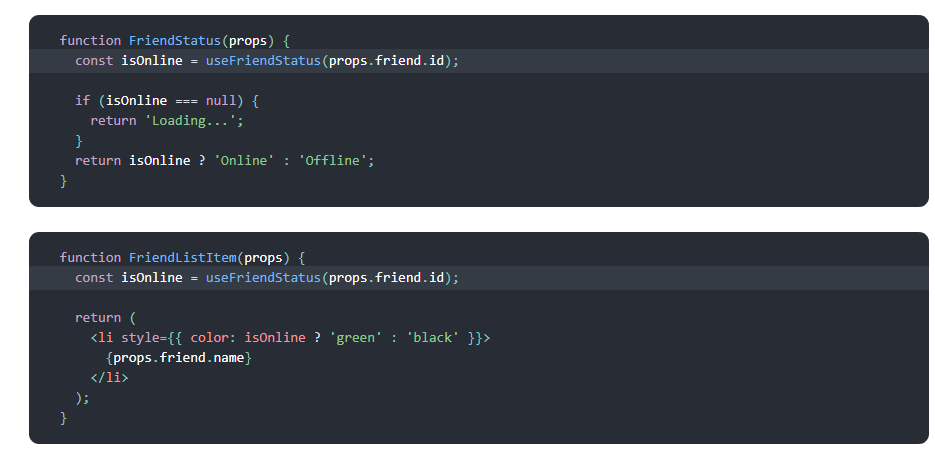 function FriendStatus(props) {
  const isOnline = useFriendStatus(props.friend.id);
  if (isOnline === null) {
    return 'Loading...';
  }
  return isOnline ? 'Online' : 'Offline';
}
function FriendListItem(props) {
  const isOnline = useFriendStatus(props.friend.id);
  return (
    <li style={{ color: isOnline ? 'green' : 'black' }}>
      {props.friend.name}
    </li>
  );
}